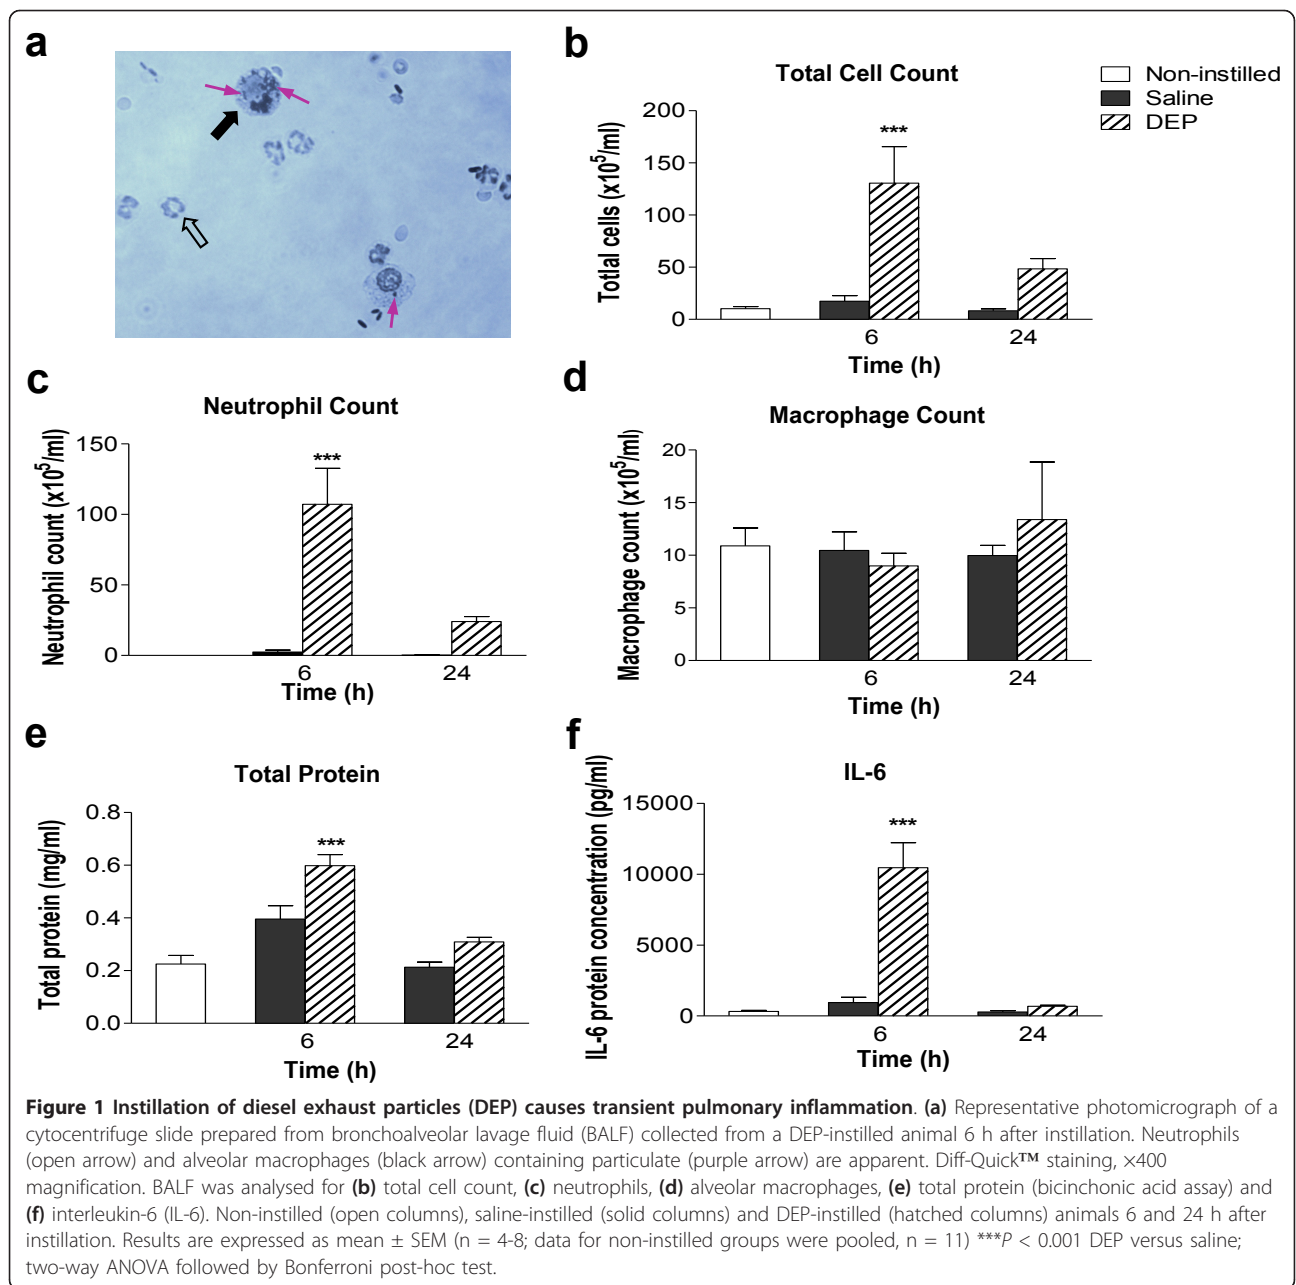 a
b
Total Cell Count
Non-instilled
Saline
DEP
Totlal cells (x10⁵/ml)
200
150
100
50
0
***
6
24
Time (h)
c
Neutrophil Count
Neutrophil count (x10⁵/ml)
150
100
50
0
***
6
24
Time (h)
d
Macrophage Count
Macrophage count (x10⁵/ml)
20
15
10
5
0
6
24
Time (h)
e
Total Protein
Total protein (mg/ml)
0.8
0.6
0.4
0.2
0.0
***
6
24
Time (h)
f
IL-6
IL-6 protein concentration (pg/ml)
15000
10000
5000
0
***
6
24
Time (h)
Figure 1 Instillation of diesel exhaust particles (DEP) causes transient pulmonary inflammation. (a) Representative photomicrograph of a
cytocentrifuge slide prepared from bronchoalveolar lavage fluid (BALF) collected from a DEP-instilled animal 6 h after instillation. Neutrophils
(open arrow) and alveolar macrophages (black arrow) containing particulate (purple arrow) are apparent. Diff-Quick™ staining, ×400
magnification. BALF was analysed for (b) total cell count, (c) neutrophils, (d) alveolar macrophages, (e) total protein (bicinchonic acid assay) and
(f) interleukin-6 (IL-6). Non-instilled (open columns), saline-instilled (solid columns) and DEP-instilled (hatched columns) animals 6 and 24 h after
instillation. Results are expressed as mean ± SEM (n = 4-8; data for non-instilled groups were pooled, n = 11) ***P < 0.001 DEP versus saline;
two-way ANOVA followed by Bonferroni post-hoc test.